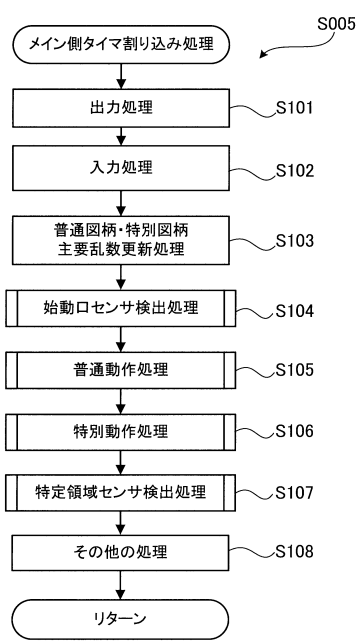 S005
メイン側タイマ割り込み処理
出力処理
S101
入力処理
S102
普通図柄・特別図柄
主要乱数更新処理
S103
始動口センサ検出処理
S104
普通動作処理
S105
特別動作処理
S106
特定領域センサ検出処理
S107
その他の処理
S108
リターン